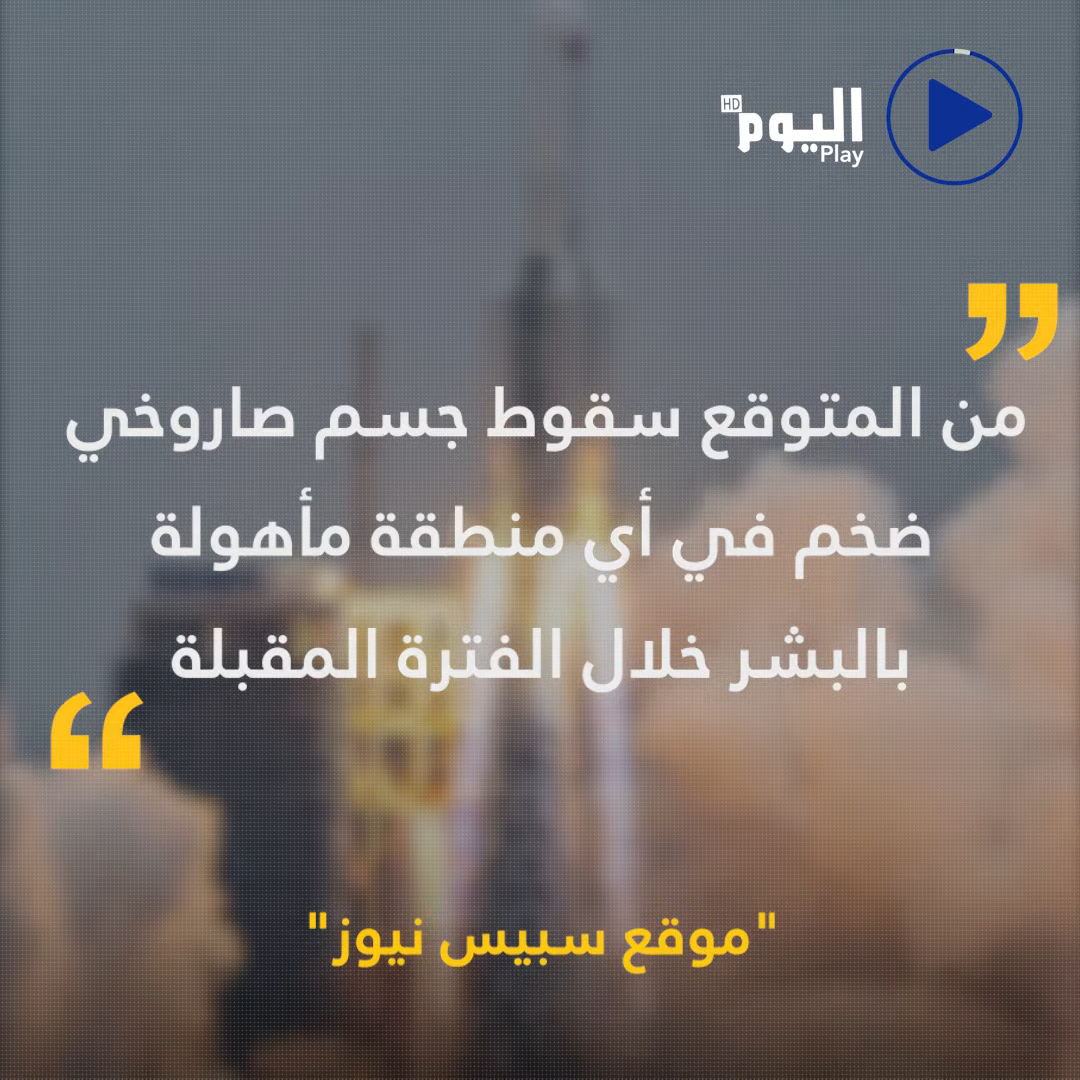 HD
اليوم
Play
”
من المتوقع سقوط جسم صاروخي
ضخم في أي منطقة مأهولة
بالبشر خلال الفترة المقبلة
“
"موقع سبيس نيوز"